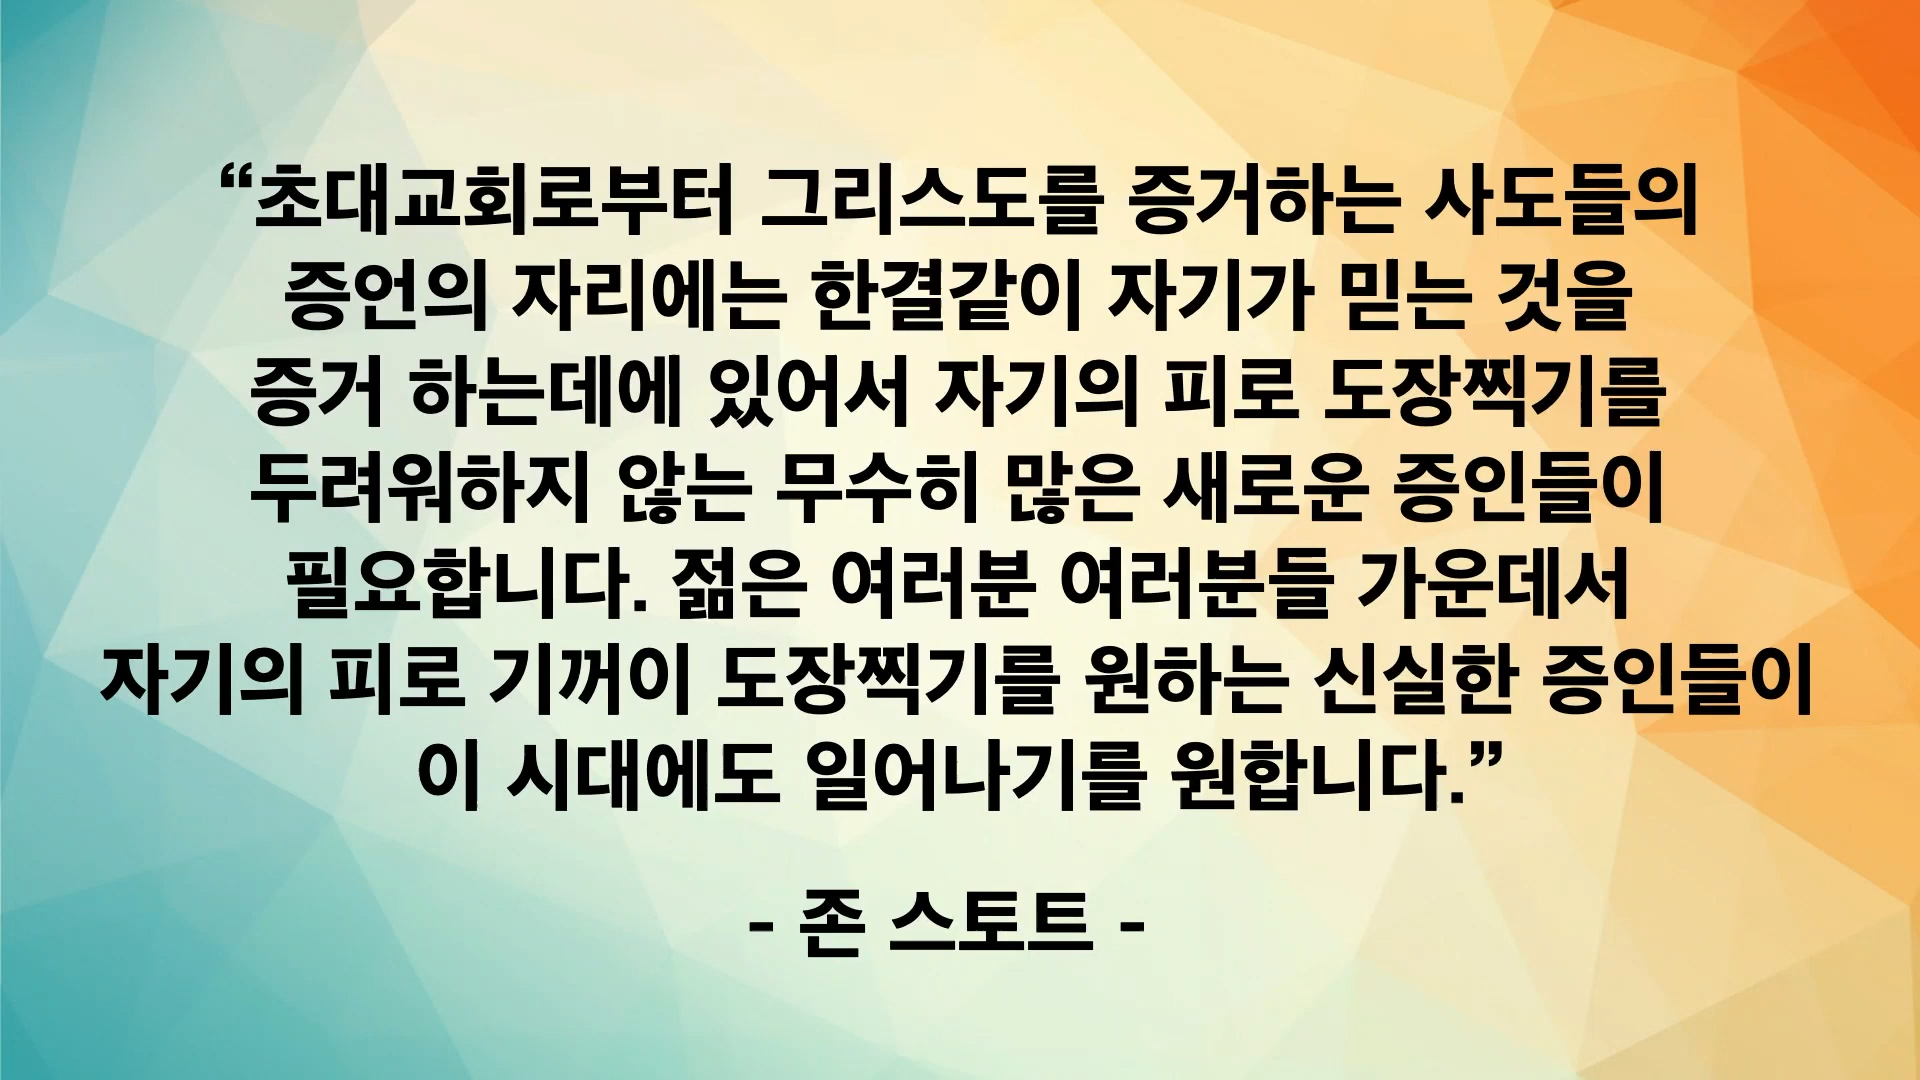 “초대교회로부터 그리스도를 증거하는 사도들의
증언의 자리에는 한결같이 자기가 믿는 것을
증거 하는데에 있어서 자기의 피로 도장찍기를
두려워하지 않는 무수히 많은 새로운 증인들이
필요합니다. 젊은 여러분 여러분들 가운데서
자기의 피로 기꺼이 도장찍기를 원하는 신실한 증인들이
이 시대에도 일어나기를 원합니다.”
- 존 스토트 -